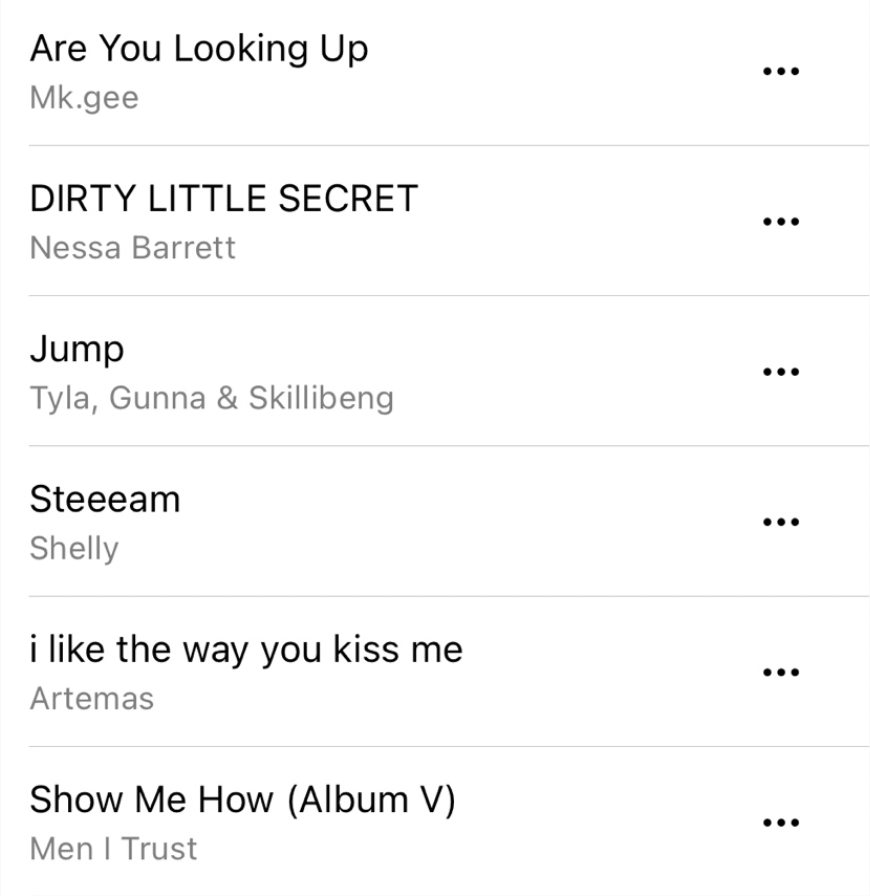 Are You Looking Up
Mk.gee
DIRTY LITTLE SECRET
Nessa Barrett
Jump
Tyla, Gunna & Skillibeng
Steeeam
Shelly
i like the way you kiss me
Artemas
Show Me How (Album V)
Men I Trust